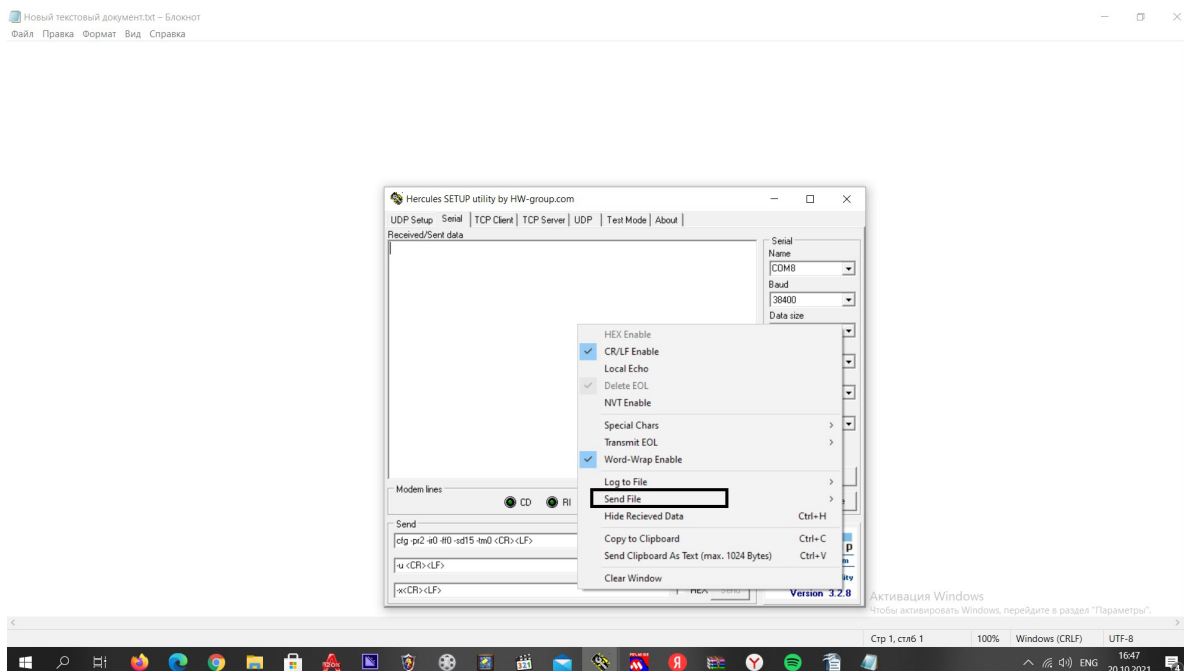 Новый текстовый документ.txt – Блокнот
Файл Правка Формат Вид Справка
Hercules SETUP utility by HW-group.com
UDP Setup Serial TCP Client TCP Server UDP Test Mode About
Received/Sent data
Serial
Name
COM8
Baud
38400
Data size
HEX Enable
CR/LF Enable
Local Echo
Delete EOL
NVT Enable
Special Chars
Transmit EOL
Word-Wrap Enable
Log to File
Send File
Hide Recieved Data Ctrl+H
Copy to Clipboard Ctrl+C
Send Clipboard As Text (max. 1024 Bytes) Ctrl+V
Clear Window
Modem lines
CD RI
Send
cfg -pr2 -ir0 -ff0 -sd15 -tm0 <CR><LF>
-u <CR><LF>
-x<CR><LF>
HEX Send
Version 3.2.8
Активация Windows
Чтобы активировать Windows, перейдите в раздел "Параметры".
Стр 1, стлб 1 100% Windows (CRLF) UTF-8
ENG
16:47
20.10.2021